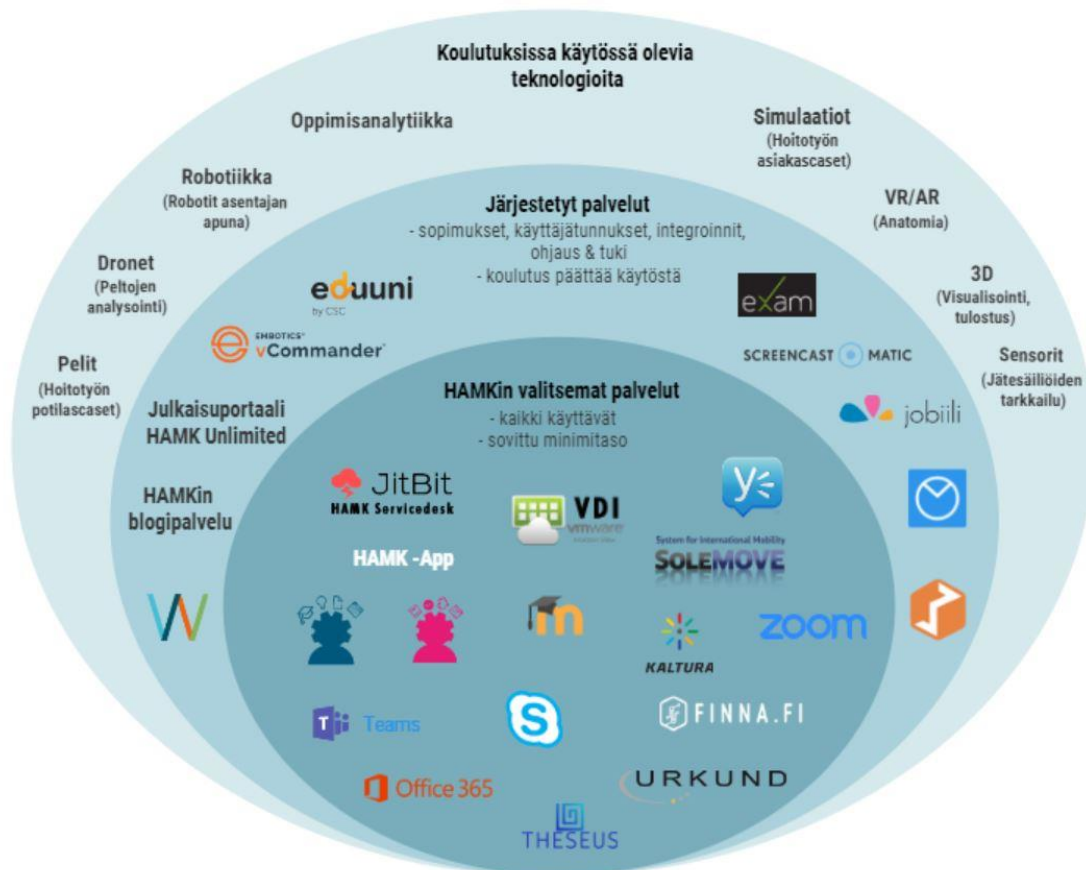 Koulutuksissa käytössä olevia
teknologioita
Oppimisanalytiikka
Simulaatiot
(Hoitotyön
asiakascaset)
Robotiikka
(Robotit asentajan
apuna)
VR/AR
(Anatomia)
Dronet
(Peltojen
analysointi)
3D
(Visualisointi,
tulostus)
Pelit
(Hoitotyön
potilascaset)
Sensorit
(Jätesäiliöiden
tarkkailu)
Järjestetyt palvelut
- sopimukset, käyttäjätunnukset, integroinnit,
ohjaus & tuki
- koulutus päättää käytöstä
eduuni
by CSC
exam
EMBOTICS®
vCommander®
SCREENCAST MATIC
jobiili
Julkaisuportaali
HAMK Unlimited
HAMKin
blogipalvelu
HAMKin valitsemat palvelut
- kaikki käyttävät
- sovittu minimitaso
JitBit
HAMK Servicedesk
VDI
vmware
System for International Mobility
SOLEMOVE
HAMK -App
m
KALTURA
zoom
T
Teams
S
FINNA.FI
Office 365
URKUND
THESEUS